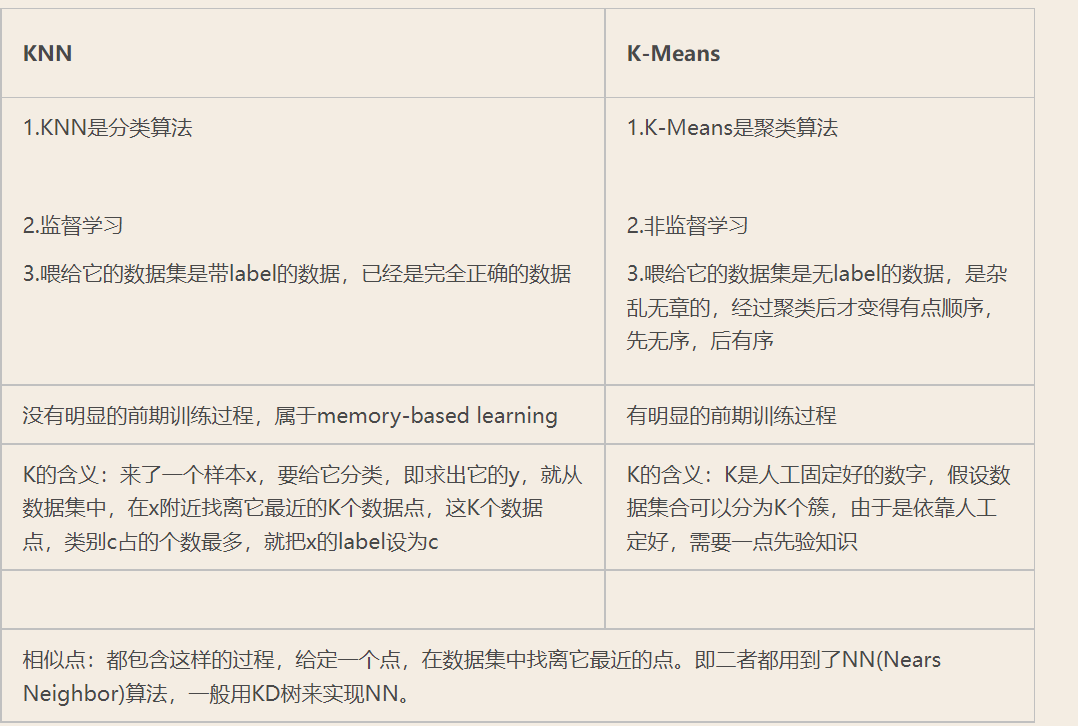 KNN
K-Means
1.KNN是分类算法
2.监督学习
3.喂给它的数据集是带label的数据，已经是完全正确的数据
1.K-Means是聚类算法
2.非监督学习
3.喂给它的数据集是无label的数据，是杂
乱无章的，经过聚类后才变得有点顺序，
先无序，后有序
没有明显的前期训练过程，属于memory-based learning
有明显的前期训练过程
K的含义：来了一个样本x，要给它分类，即求出它的y，就从
数据集中，在x附近找离它最近的K个数据点，这K个数据
点，类别c占的个数最多，就把x的label设为c
K的含义：K是人工固定好的数字，假设数
据集合可以分为K个簇，由于是依靠人工
定好，需要一点先验知识
相似点：都包含这样的过程，给定一个点，在数据集中找离它最近的点。即二者都用到了NN(Nears
Neighbor)算法，一般用KD树来实现NN。